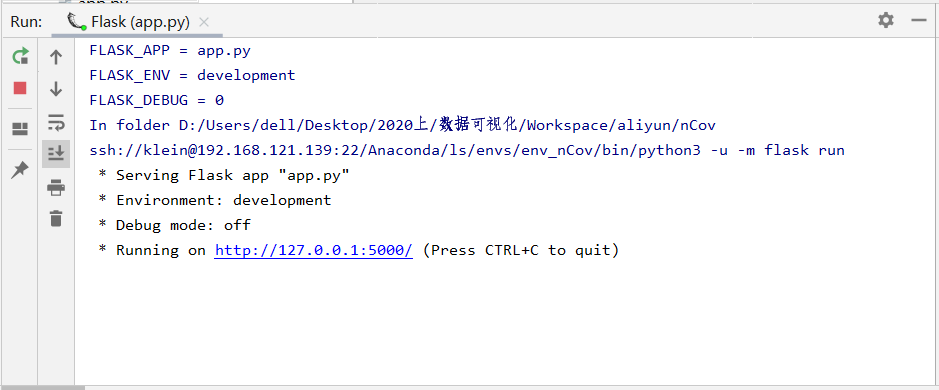 Run: Flask (app.py)
FLASK_APP = app.py
FLASK_ENV = development
FLASK_DEBUG = 0
In folder D:/Users/dell/Desktop/2020上/数据可视化/Workspace/aliyun/nCov
ssh://klein@192.168.121.139:22/Anaconda/ls/envs/env_nCov/bin/python3 -u -m flask run
* Serving Flask app "app.py"
* Environment: development
* Debug mode: off
* Running on http://127.0.0.1:5000/ (Press CTRL+C to quit)